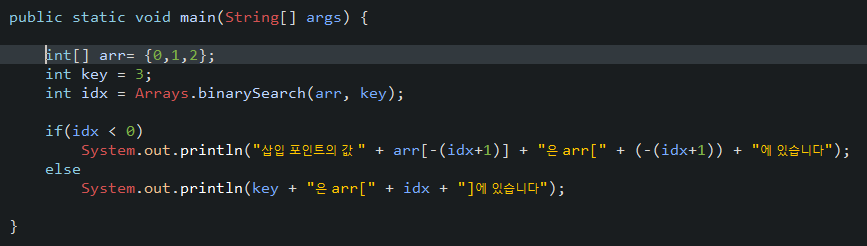 public static void main(String[] args) {
int[] arr= {0,1,2};
int key = 3;
int idx = Arrays.binarySearch(arr, key);
if(idx < 0)
System.out.println("삽입 포인트의 값 " + arr[-(idx+1)] + "은 arr[" + (-(idx+1)) + "에 있습니다");
else
System.out.println(key + "은 arr[" + idx + "]에 있습니다");
}